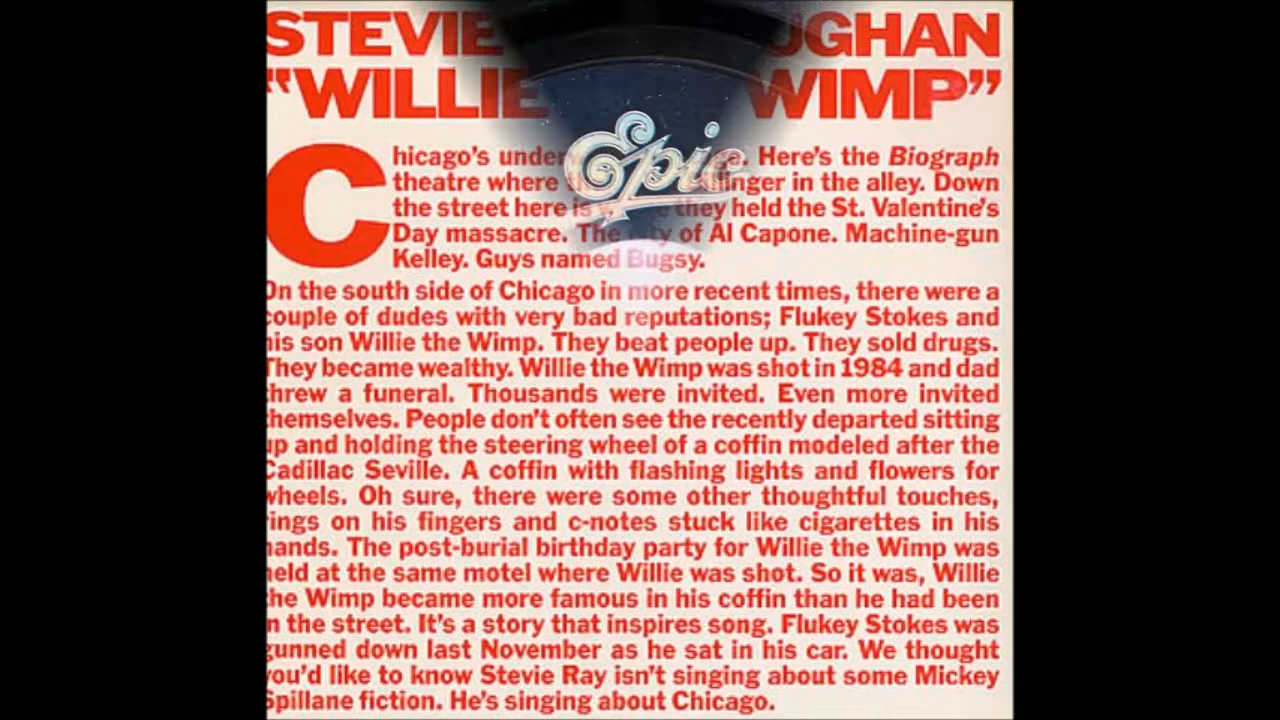 STEVIE UGHAN
"WILLIE WIMP"
Chicago's under Here's the Biograph
theatre where llinger in the alley. Down
the street here is they held the St. Valentine's
Day massacre. The of Al Capone. Machine-gun
Kelley. Guys named Bugsy.
On the south side of Chicago in more recent times, there were a
couple of dudes with very bad reputations; Flukey Stokes and
his son Willie the Wimp. They beat people up. They sold drugs.
They became wealthy. Willie the Wimp was shot in 1984 and dad
threw a funeral. Thousands were invited. Even more invited
themselves. People don't often see the recently departed sitting
up and holding the steering wheel of a coffin modeled after the
Cadillac Seville. A coffin with flashing lights and flowers for
wheels. Oh sure, there were some other thoughtful touches,
rings on his fingers and c-notes stuck like cigarettes in his
hands. The post-burial birthday party for Willie the Wimp was
held at the same motel where Willie was shot. So it was, Willie
the Wimp became more famous in his coffin than he had been
in the street. It's a story that inspires song. Flukey Stokes was
gunned down last November as he sat in his car. We thought
you'd like to know Stevie Ray isn't singing about some Mickey
Spillane fiction. He's singing about Chicago.
Epic